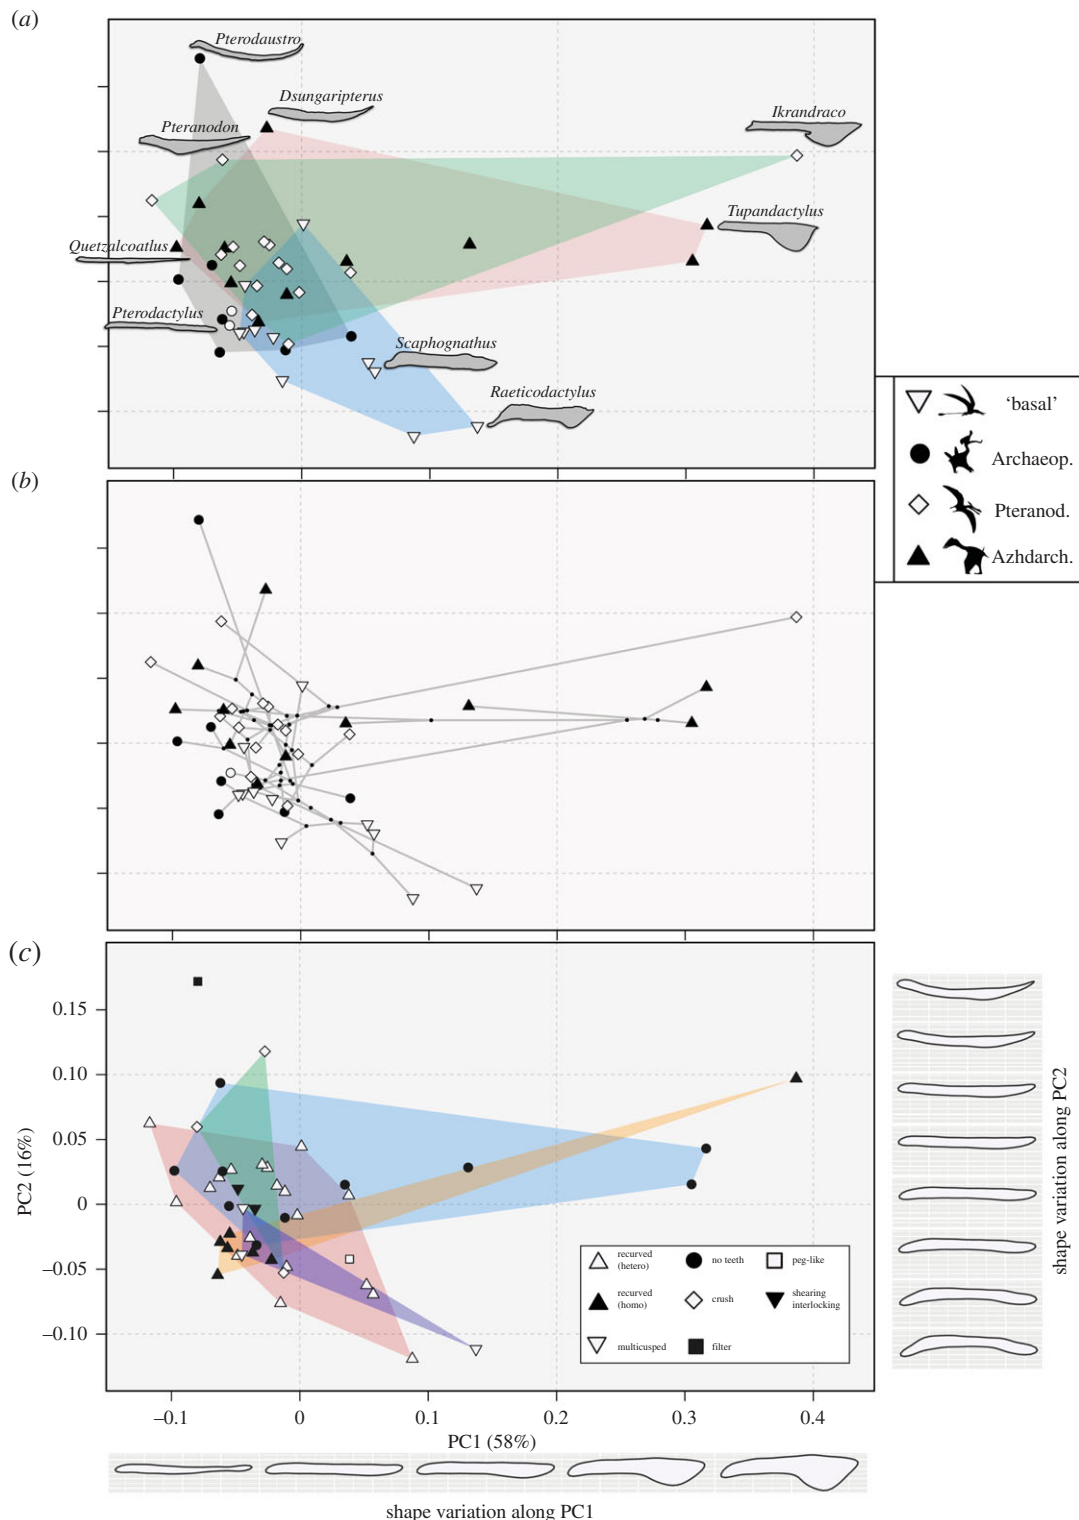 (a)
Pterodaustro
Dsungaripterus
Ikrandraco
Pteranodon
Tupandactylus
Quetzalcoatlus
Pterodactylus
Scaphognathus
Raeticodactylus
‘basal’
Archaeop.
Pteranod.
Azhdarch.
(b)
(c)
0.15
0.10
0.05
0
–0.05
–0.10
PC2 (16%)
recurved (hetero)
no teeth
peg-like
recurved (homo)
crush
shearing interlocking
multicusped
filter
–0.1
0
0.1
0.2
0.3
0.4
PC1 (58%)
shape variation along PC1
shape variation along PC2